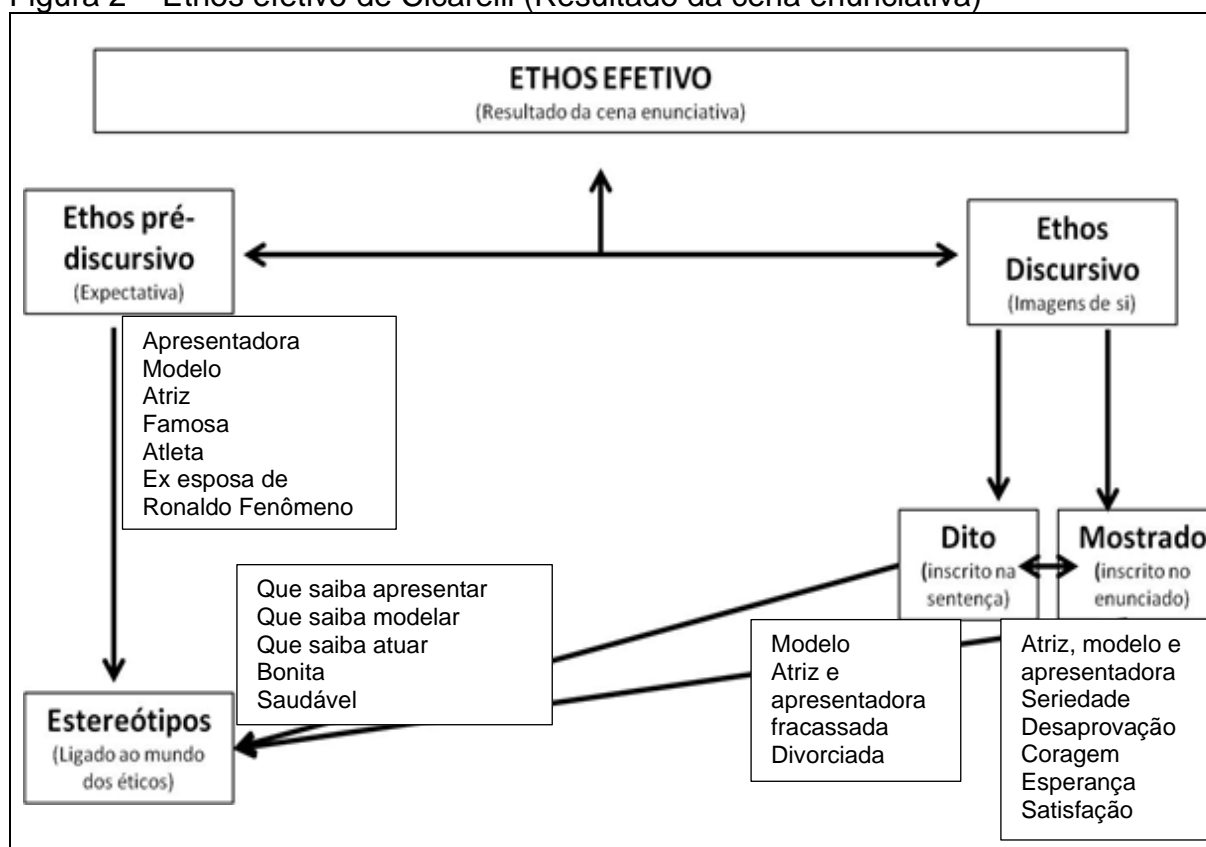 Figura 2 – Ethos efetivo de Cicarelli (Resultado da cena enunciativa)
ETHOS EFETIVO
(Resultado da cena enunciativa)
Ethos pré-
discursivo
(Expectativa)
Ethos
Discursivo
(Imagens de si)
Apresentadora
Modelo
Atriz
Famosa
Atleta
Ex esposa de
Ronaldo Fenômeno
Dito
(inscrito na
sentença)
Mostrado
(inscrito no
enunciado)
Que saiba apresentar
Que saiba modelar
Que saiba atuar
Bonita
Saudável
Modelo
Atriz e
apresentadora
fracassada
Divorciada
Atriz, modelo e
apresentadora
Seriedade
Desaprovação
Coragem
Esperança
Satisfação
Estereótipos
(Ligado ao mundo
dos éticos)